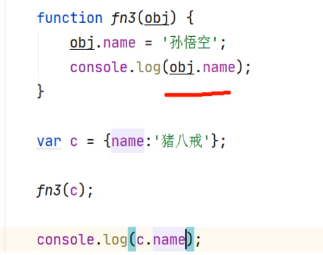 function fn3(obj) {
obj.name = '孙悟空';
console.log(obj.name);
}
var c = {name:'猪八戒'};
fn3(c);
console.log(c.name);